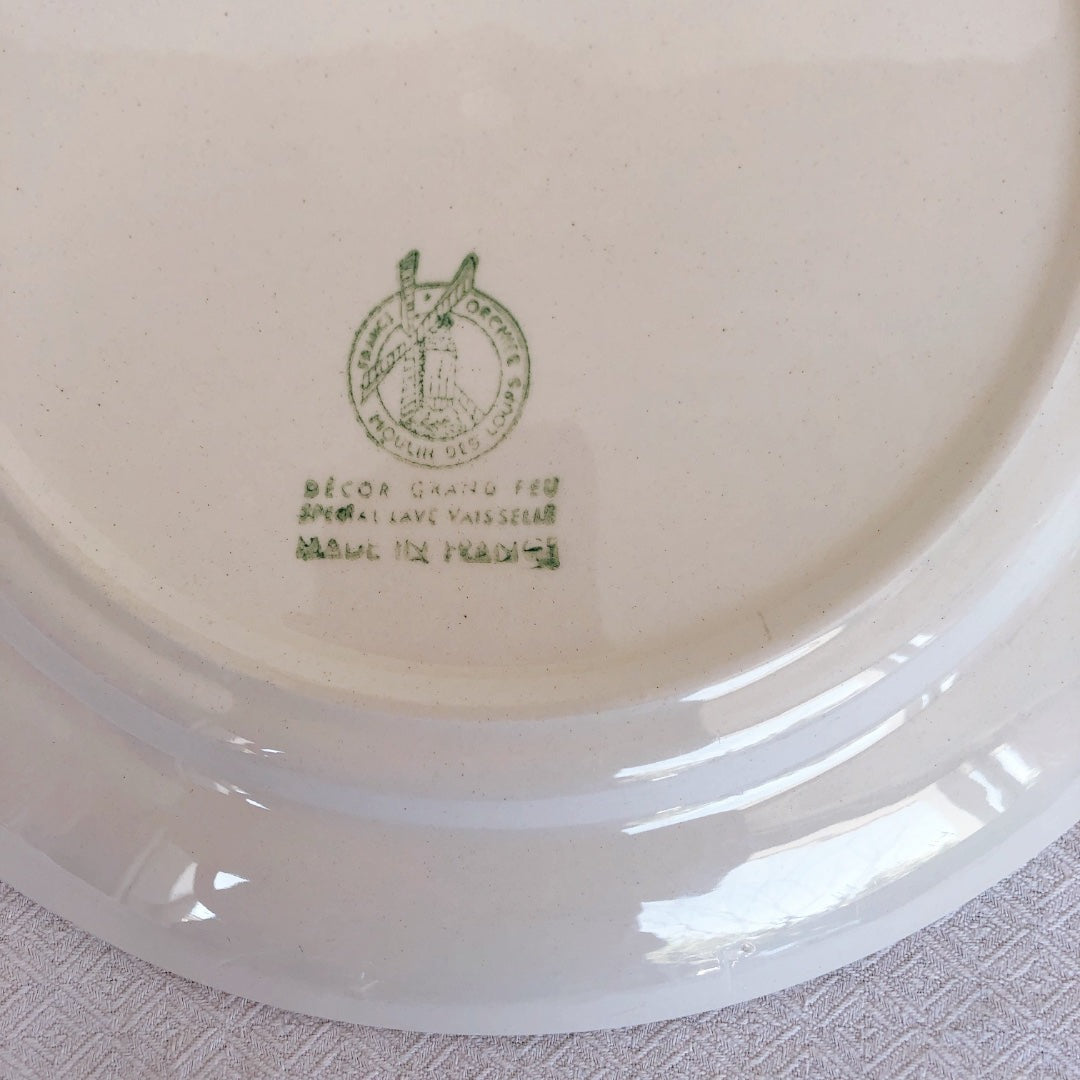 FRANCE ORCHIES
MOULIN DES LOUPS
DÉCOR GRAND FEU
SPECIAL LAVE VAISSELLE
MADE IN FRANCE